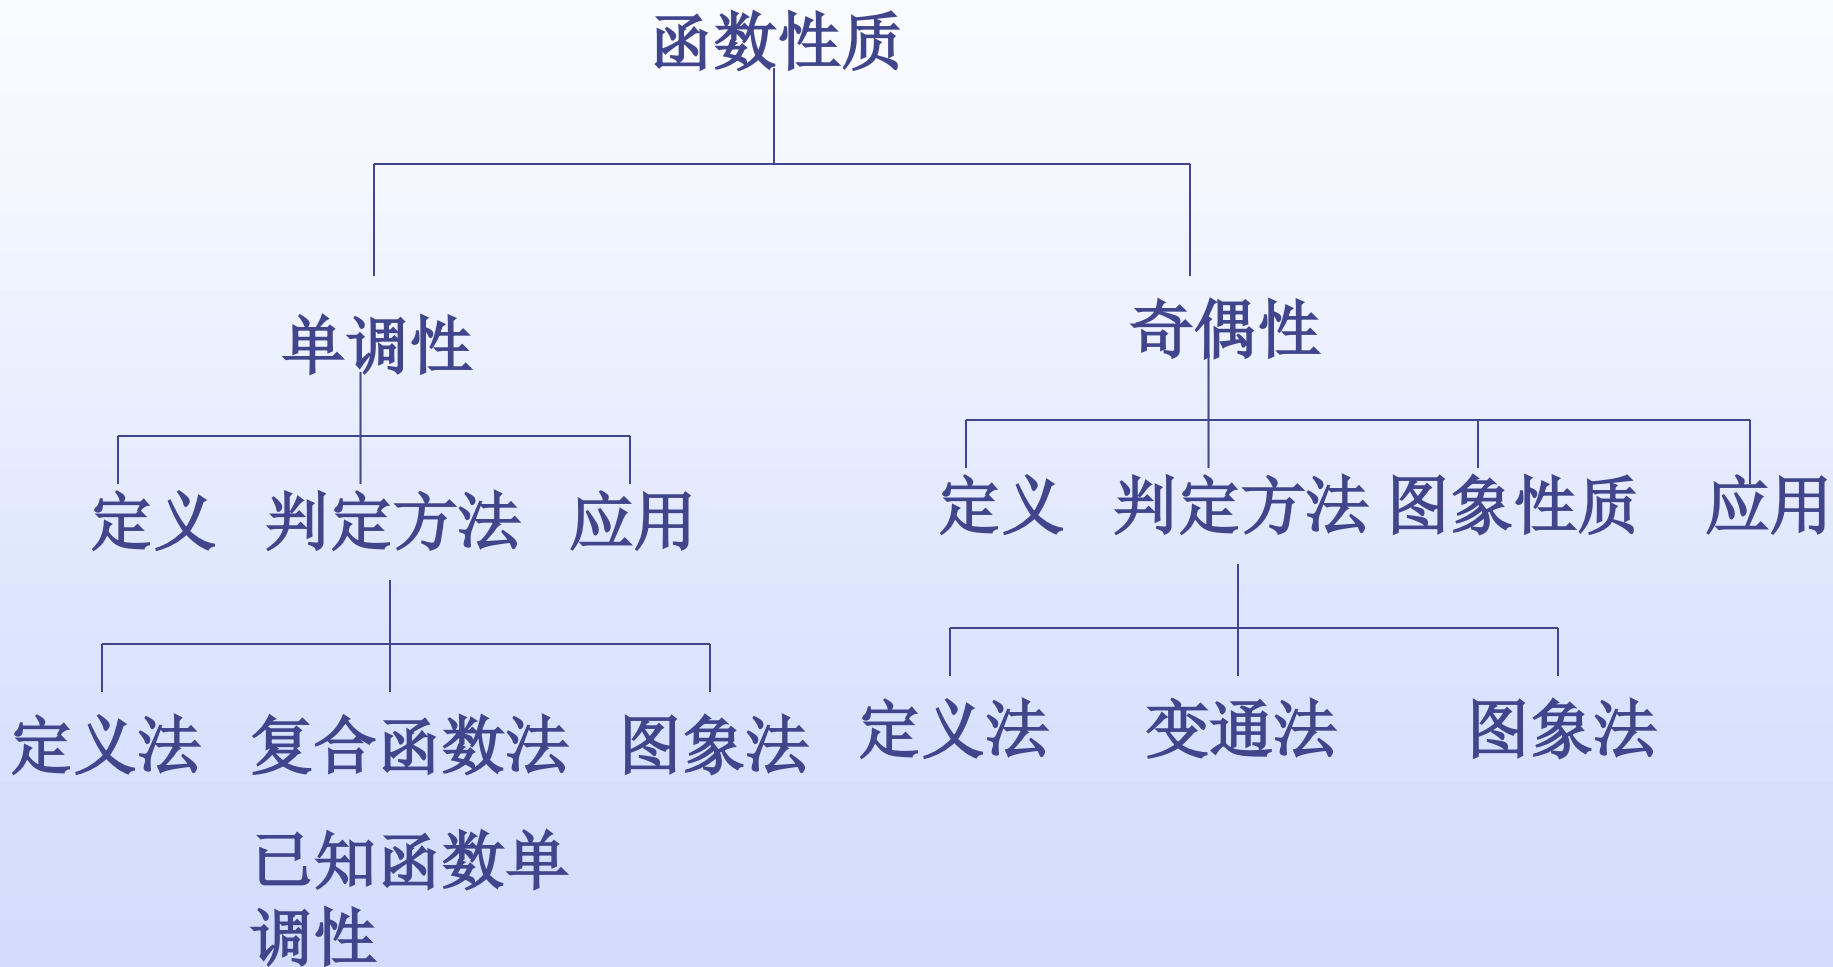 函数性质
单调性
奇偶性
定义 判定方法 应用
定义 判定方法 图象性质 应用
定义法 复合函数法 图象法
定义法 变通法 图象法
已知函数单
调性